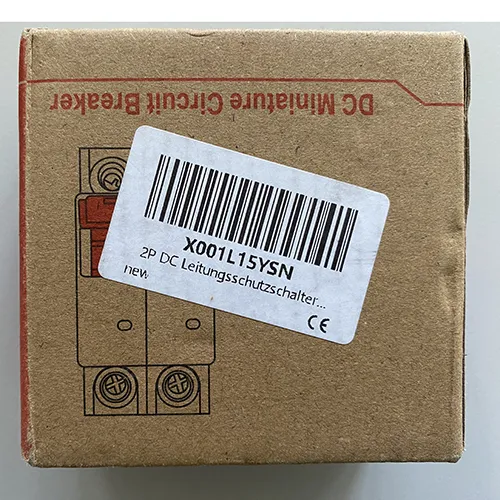 DC Miniature Circuit Breaker
X001L15YSN
2P DC Leitungsschutzschalter...
new
CE